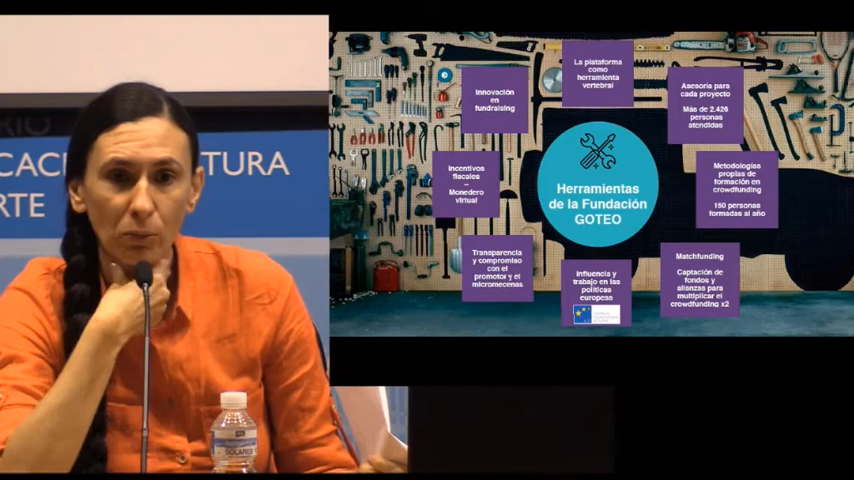 CACI
TURA
RTE
SOLARES
La plataforma
como
herramienta
vertebral
Innovación
en
fundraising
Asesoría para
cada proyecto
Más de 2.426
personas
atendidas
Incentivos
fiscales
–
Monedero
virtual
Herramientas
de la Fundación
GOTEO
Metodologías
propias de
formación en
crowdfunding
150 personas
formadas al año
Transparencia
y compromiso
con el
promotor y el
micromecenas
Influencia y
trabajo en las
políticas
europeas
Matchfunding
Captación de
fondos y
alianzas para
multiplicar el
crowdfunding x2